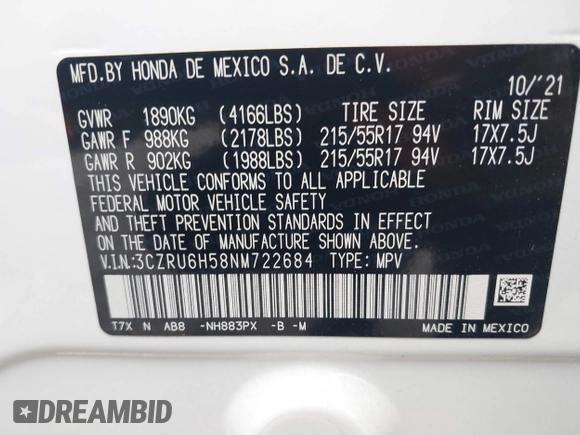 MFD.BY HONDA DE MEXICO S.A. DE C.V.
10/'21
GVWR 1890KG (4166LBS) TIRE SIZE RIM SIZE
GAWR F 988KG (2178LBS) 215/55R17 94V 17X7.5J
GAWR R 902KG (1988LBS) 215/55R17 94V 17X7.5J
THIS VEHICLE CONFORMS TO ALL APPLICABLE
FEDERAL MOTOR VEHICLE SAFETY
AND THEFT PREVENTION STANDARDS IN EFFECT
ON THE DATE OF MANUFACTURE SHOWN ABOVE.
V.I.N.:3CZRU6H58NM722684 TYPE: MPV
T7X N AB8 -NH883PX -B -M
MADE IN MEXICO
DREAMBID